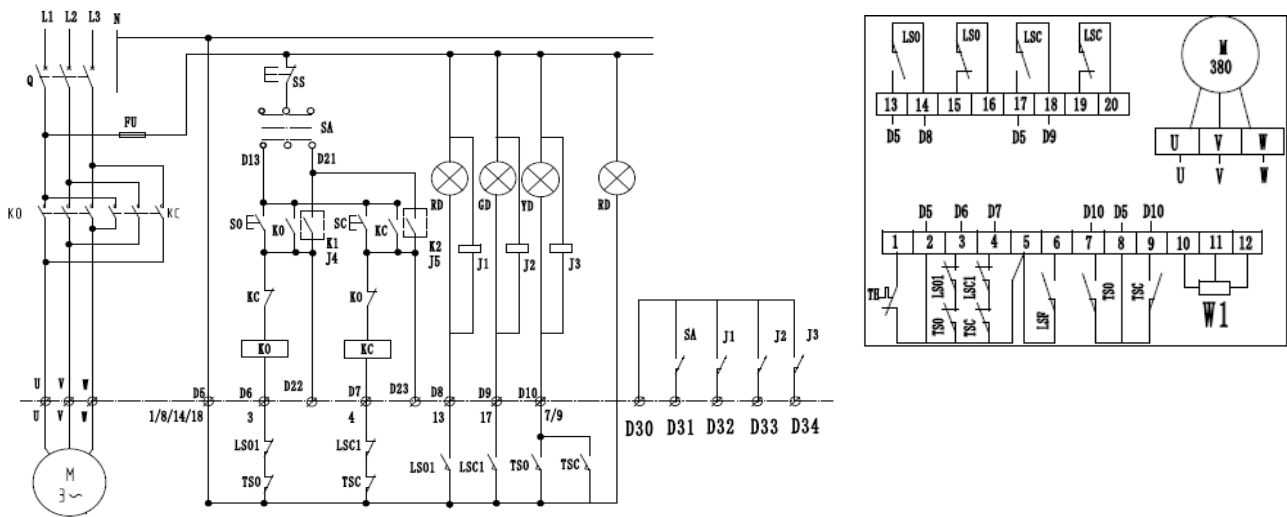 L1 L2 L3 N
Q
FU
SS
SA
D13 D21
KO KC
SO KO K1
J4
SC KC K2
J5
RD GD YD RD
J1 J2 J3
KC KO
KO KC
U V W D5 D6 D22 D7 D23 D8 D9 D10
U V W 1/8/14/18 3 4 13 17 7/9
SA J1 J2 J3
D30 D31 D32 D33 D34
LSO1 LSC1 LSO1 LSC1 TSO TSC
TSO TSC
M
3~
LSO LSO LSC LSC
13 14 15 16 17 18 19 20
D5 D8 D5 D9
M
380
U V W
U V W
D5 D6 D7 D10 D5 D10
1 2 3 4 5 6 7 8 9 10 11 12
TH LSO1 LSC1 TSO TSC
TSO TSC LSF W1